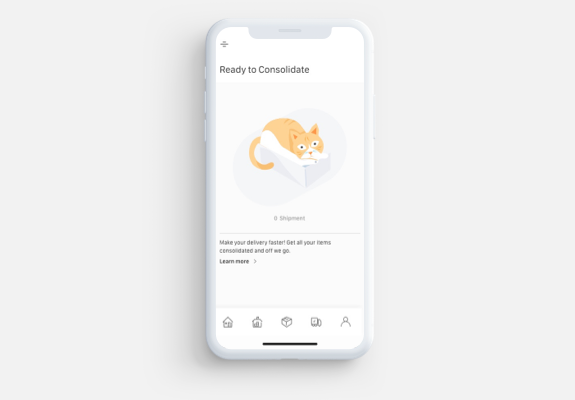 Ready to Consolidate
0 Shipment
Make your delivery faster! Get all your items
consolidated and off we go.
Learn more